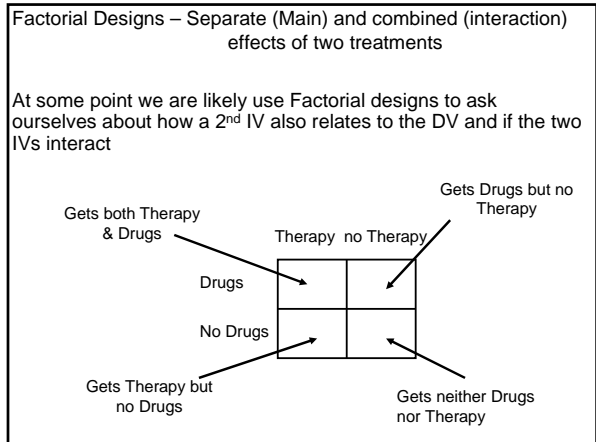 Factorial Designs – Separate (Main) and combined (interaction)
effects of two treatments
At some point we are likely use Factorial designs to ask
ourselves about how a 2nd IV also relates to the DV and if the two
IVs interact
Gets both Therapy
& Drugs
Gets Drugs but no
Therapy
Therapy no Therapy
Drugs
No Drugs
Gets Therapy but
no Drugs
Gets neither Drugs
nor Therapy